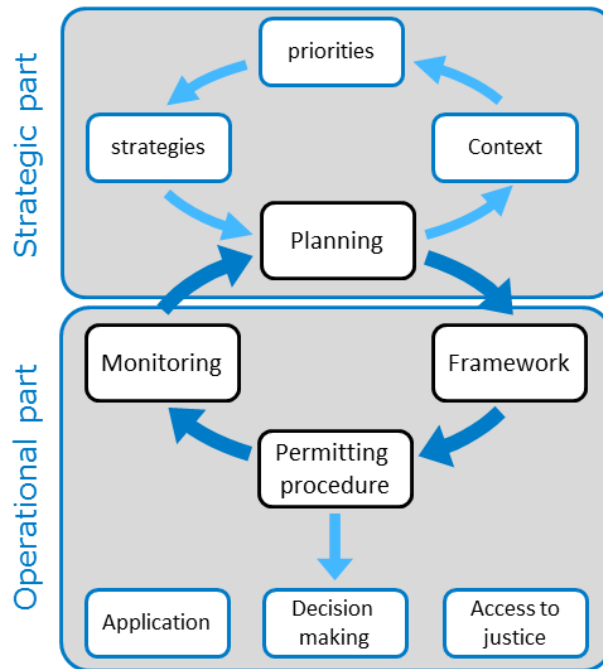 Strategic part
priorities
strategies
Context
Planning
Operational part
Monitoring
Framework
Permitting
procedure
Application
Decision
making
Access to
justice